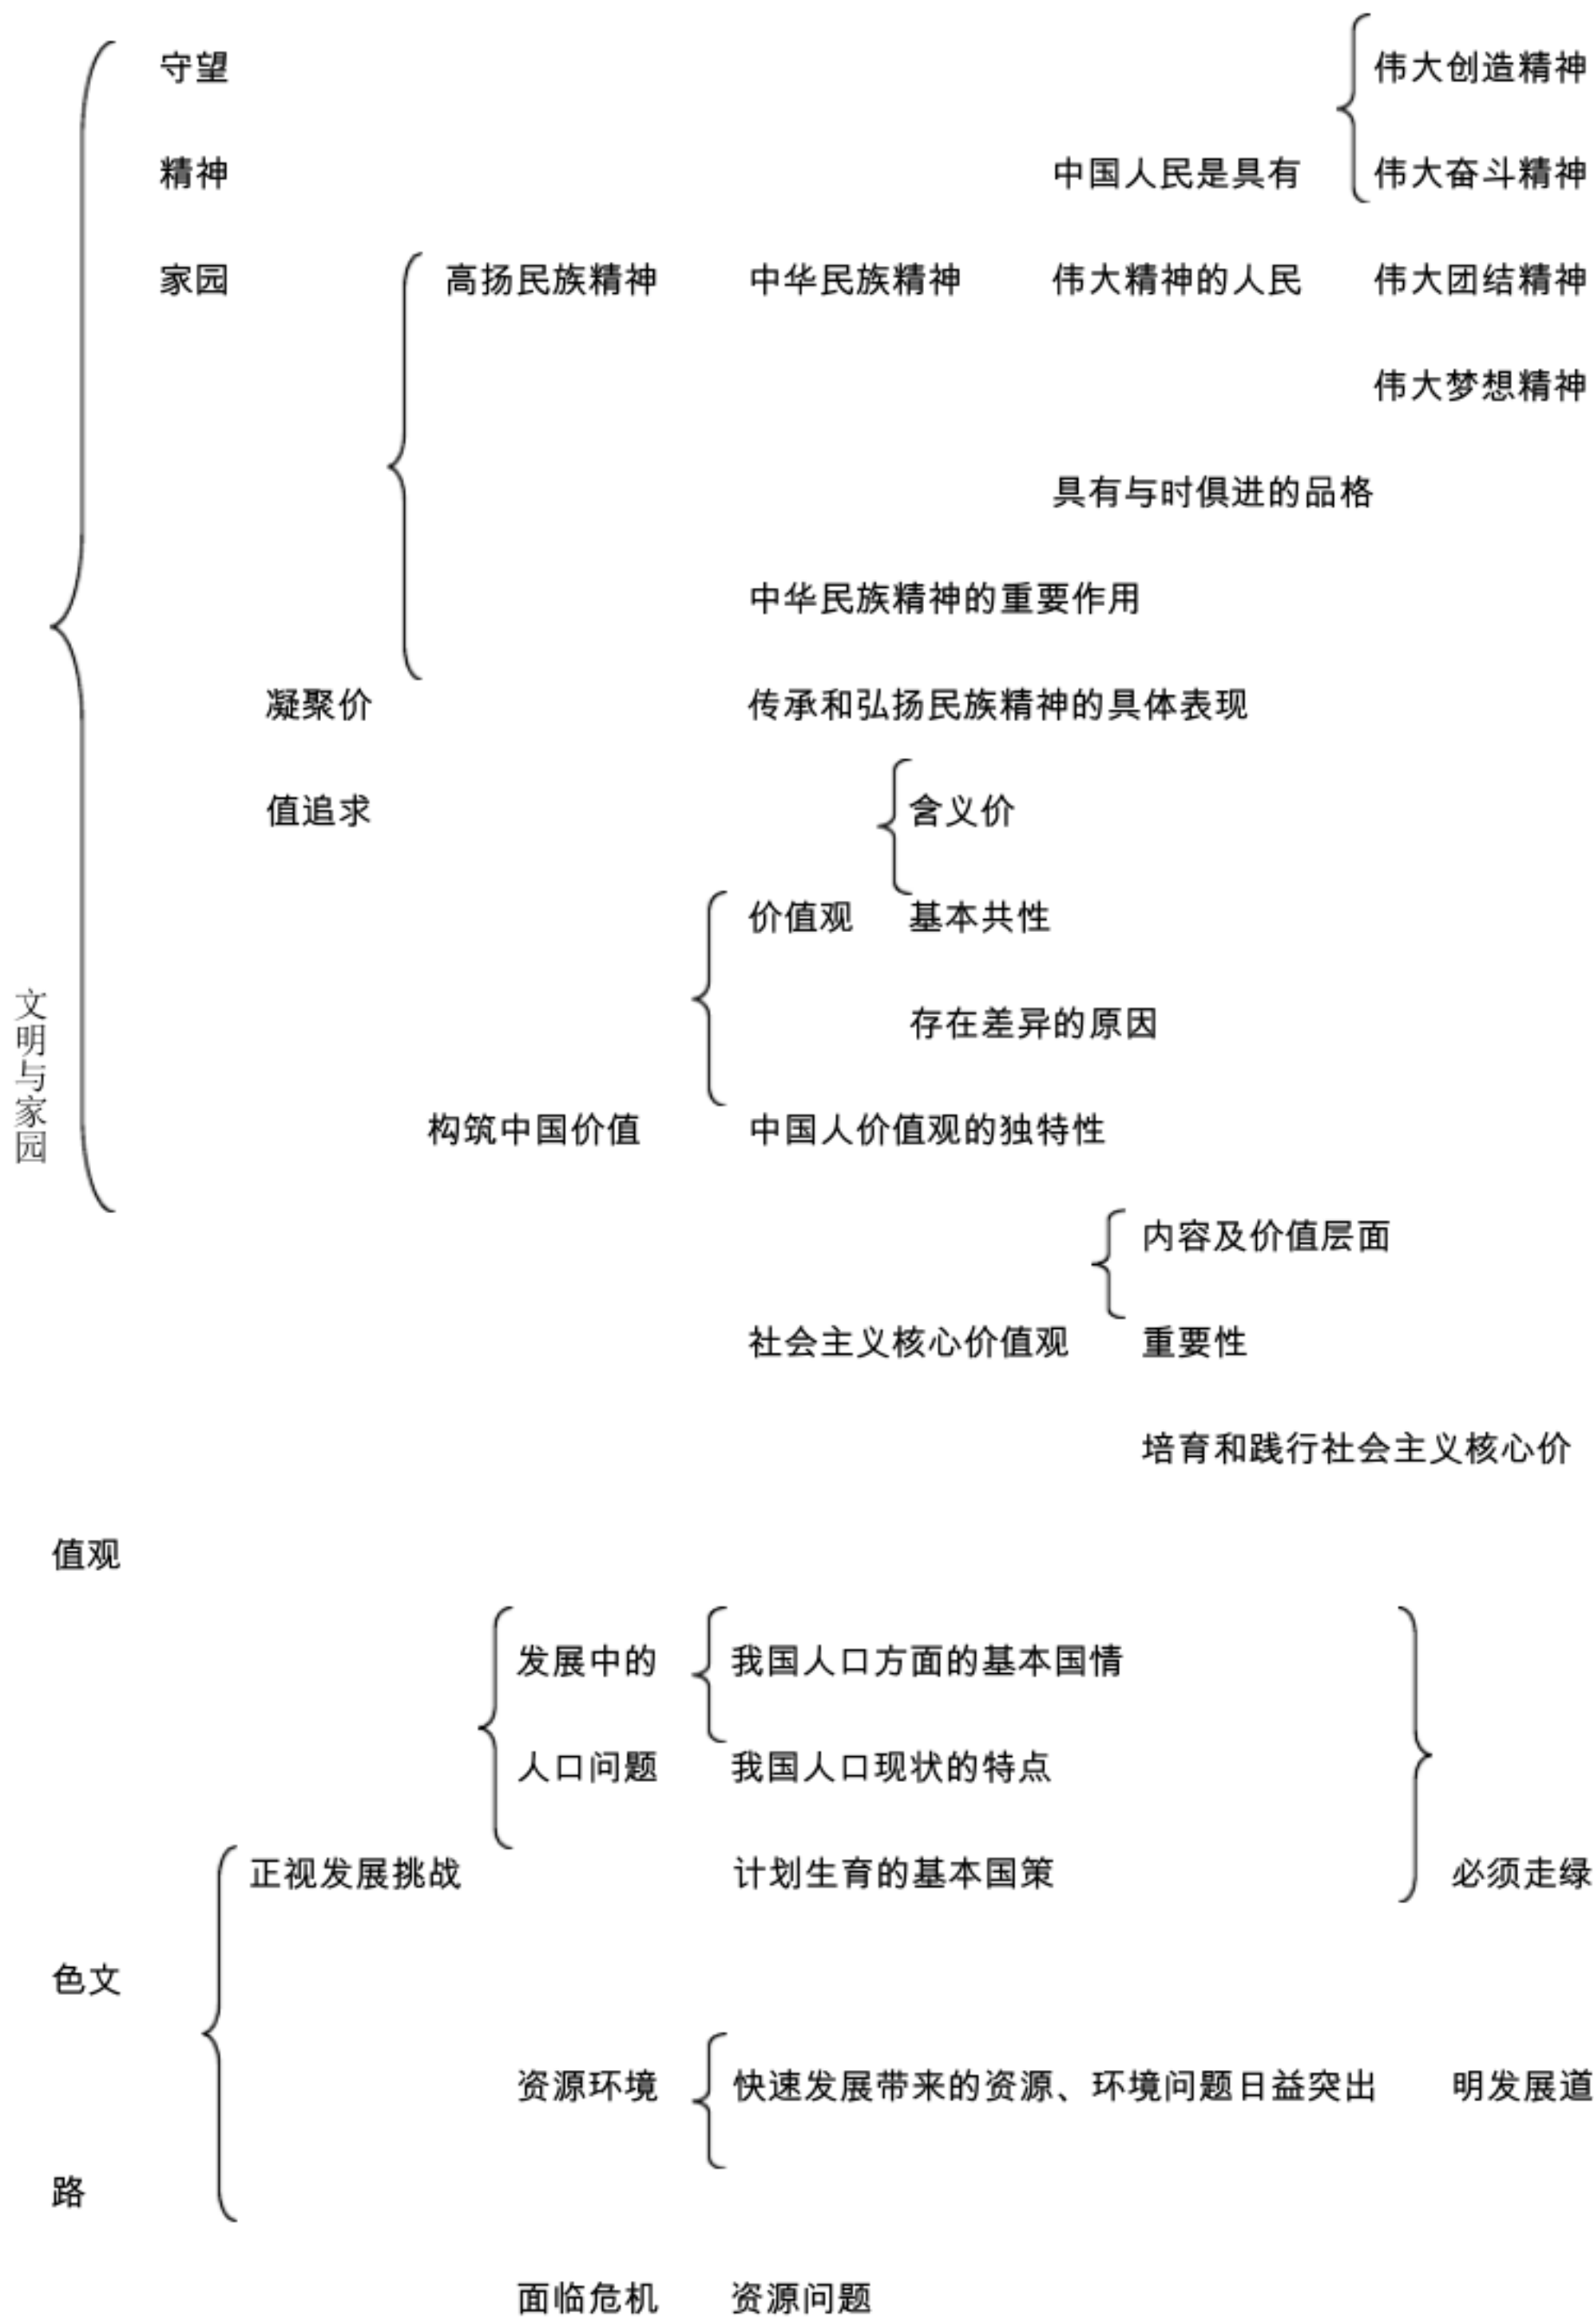 守望 伟大创造精神
精神 中国人民是具有 伟大奋斗精神
家园 高扬民族精神 中华民族精神 伟大精神的人民 伟大团结精神
伟大梦想精神
具有与时俱进的品格
中华民族精神的重要作用
凝聚价 传承和弘扬民族精神的具体表现
值追求 含义价
价值观 基本共性
存在差异的原因
文明与家园
构筑中国价值 中国人价值观的独特性
内容及价值层面
社会主义核心价值观 重要性
培育和践行社会主义核心价
值观
发展中的 我国人口方面的基本国情
人口问题 我国人口现状的特点
正视发展挑战 计划生育的基本国策 必须走绿
色文
资源环境 快速发展带来的资源、环境问题日益突出 明发展道
路
面临危机 资源问题